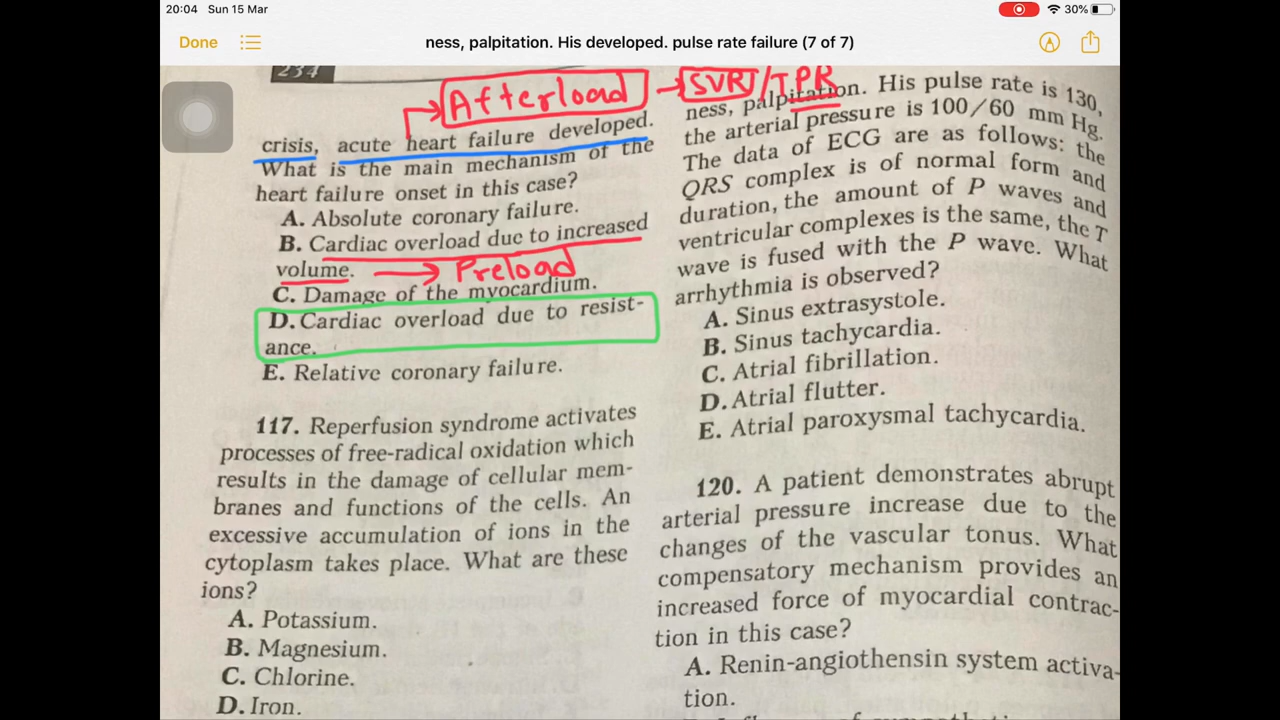 20:04 Sun 15 Mar
30%
Done
ness, palpitation. His developed. pulse rate failure (7 of 7)
234
Afterload → SVR/TPR
crisis, acute heart failure developed.
What is the main mechanism of the
heart failure onset in this case?
A. Absolute coronary failure.
B. Cardiac overload due to increased
volume. → Preload
C. Damage of the myocardium.
D. Cardiac overload due to resist-
ance.
E. Relative coronary failure.
117. Reperfusion syndrome activates
processes of free-radical oxidation which
results in the damage of cellular mem-
branes and functions of the cells. An
excessive accumulation of ions in the
cytoplasm takes place. What are these
ions?
A. Potassium.
B. Magnesium.
C. Chlorine.
D. Iron.
ness, palpitation. His pulse rate is 130,
the arterial pressure is 100/60 mm Hg.
The data of ECG are as follows: the
QRS complex is of normal form and
duration, the amount of P waves and
ventricular complexes is the same, the T
wave is fused with the P wave. What
arrhythmia is observed?
A. Sinus extrasystole.
B. Sinus tachycardia.
C. Atrial fibrillation.
D. Atrial flutter.
E. Atrial paroxysmal tachycardia.
120. A patient demonstrates abrupt
arterial pressure increase due to the
changes of the vascular tonus. What
compensatory mechanism provides an
increased force of myocardial contrac-
tion in this case?
A. Renin-angiothensin system activa-
tion.